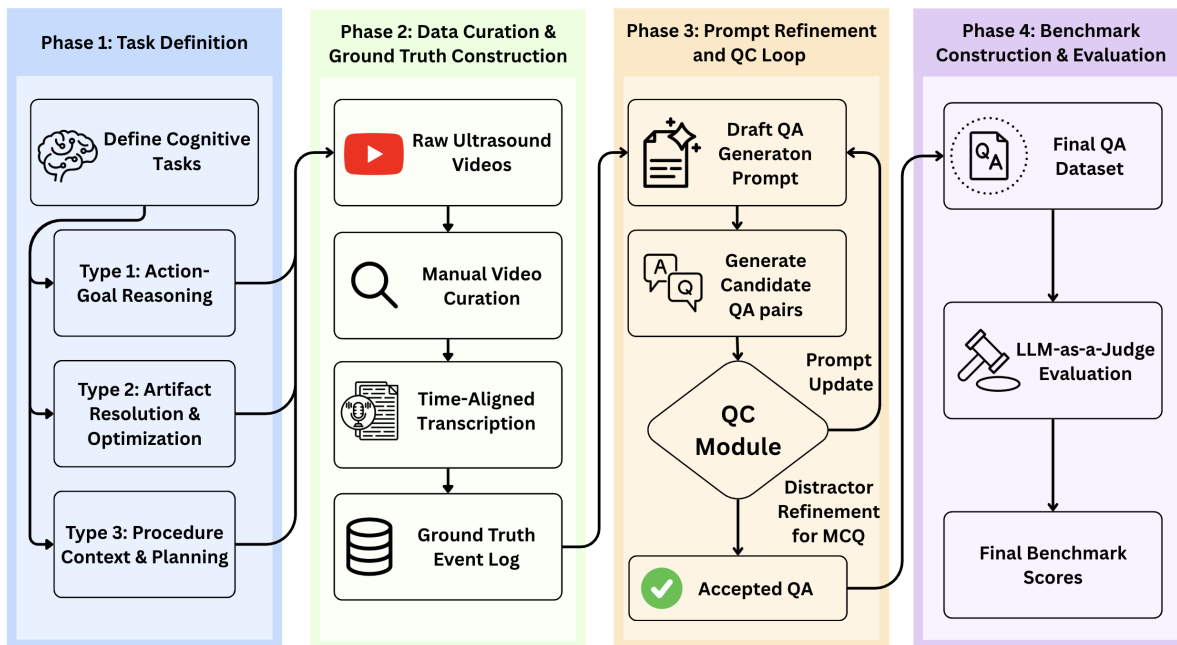 Phase 1: Task Definition
Define Cognitive
Tasks
Type 1: Action-
Goal Reasoning
Type 2: Artifact
Resolution &
Optimization
Type 3: Procedure
Context & Planning
Phase 2: Data Curation &
Ground Truth Construction
Raw Ultrasound
Videos
Manual Video
Curation
Time-Aligned
Transcription
Ground Truth
Event Log
Phase 3: Prompt Refinement
and QC Loop
Draft QA
Generaton
Prompt
A
Q
Generate
Candidate
QA pairs
Prompt
Update
QC
Module
Distractor
Refinement
for MCQ
Accepted QA
Phase 4: Benchmark
Construction & Evaluation
Q
A
Final QA
Dataset
LLM-as-a-Judge
Evaluation
Final Benchmark
Scores